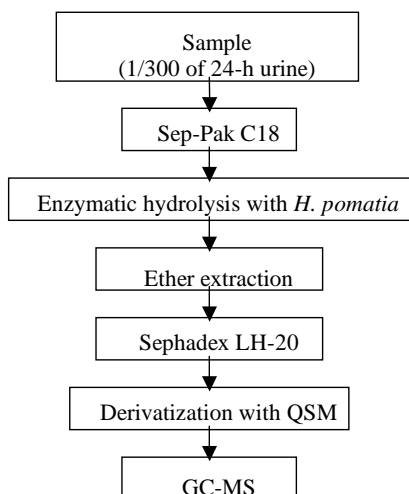 Sample
(1/300 of 24-h urine)
Sep-Pak C18
Enzymatic hydrolysis with H. pomatia
Ether extraction
Sephadex LH-20
Derivatization with QSM
GC-MS